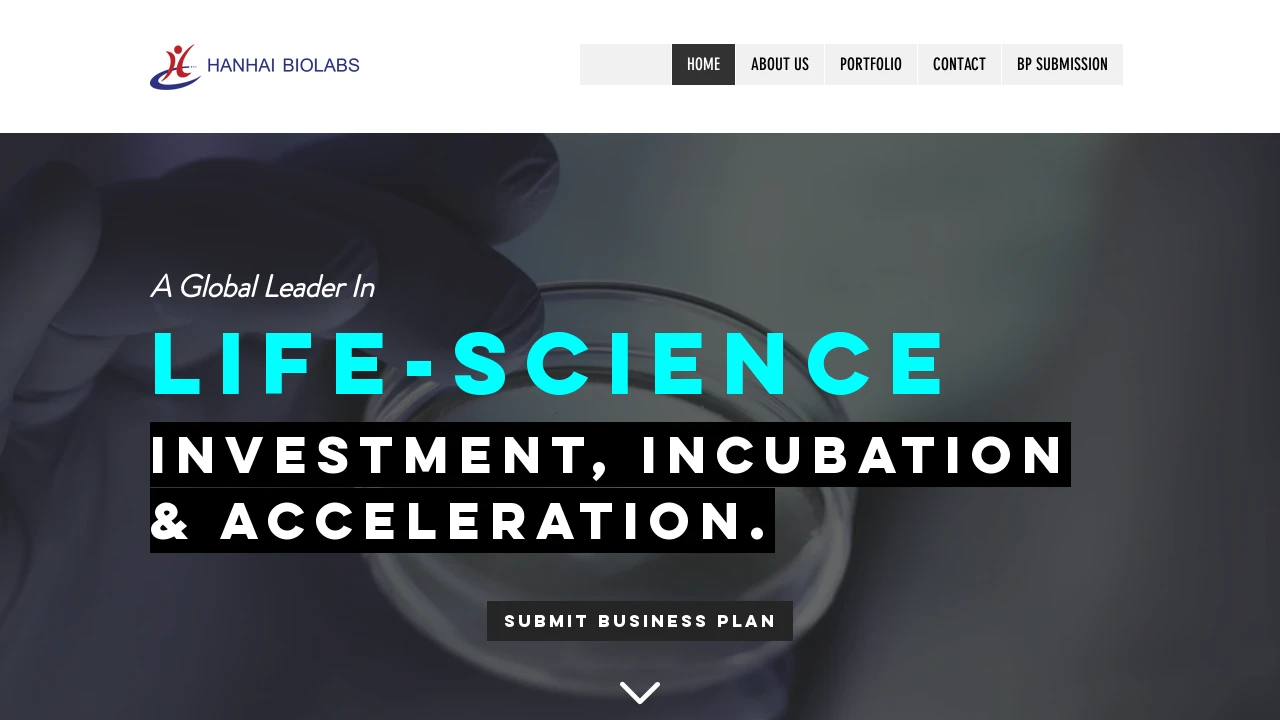 HANHAI BIOLABS
HOME
ABOUT US
PORTFOLIO
CONTACT
BP SUBMISSION
A Global Leader In
LIFE-SCIENCE
INVESTMENT, INCUBATION
& ACCELERATION.
SUBMIT BUSINESS PLAN